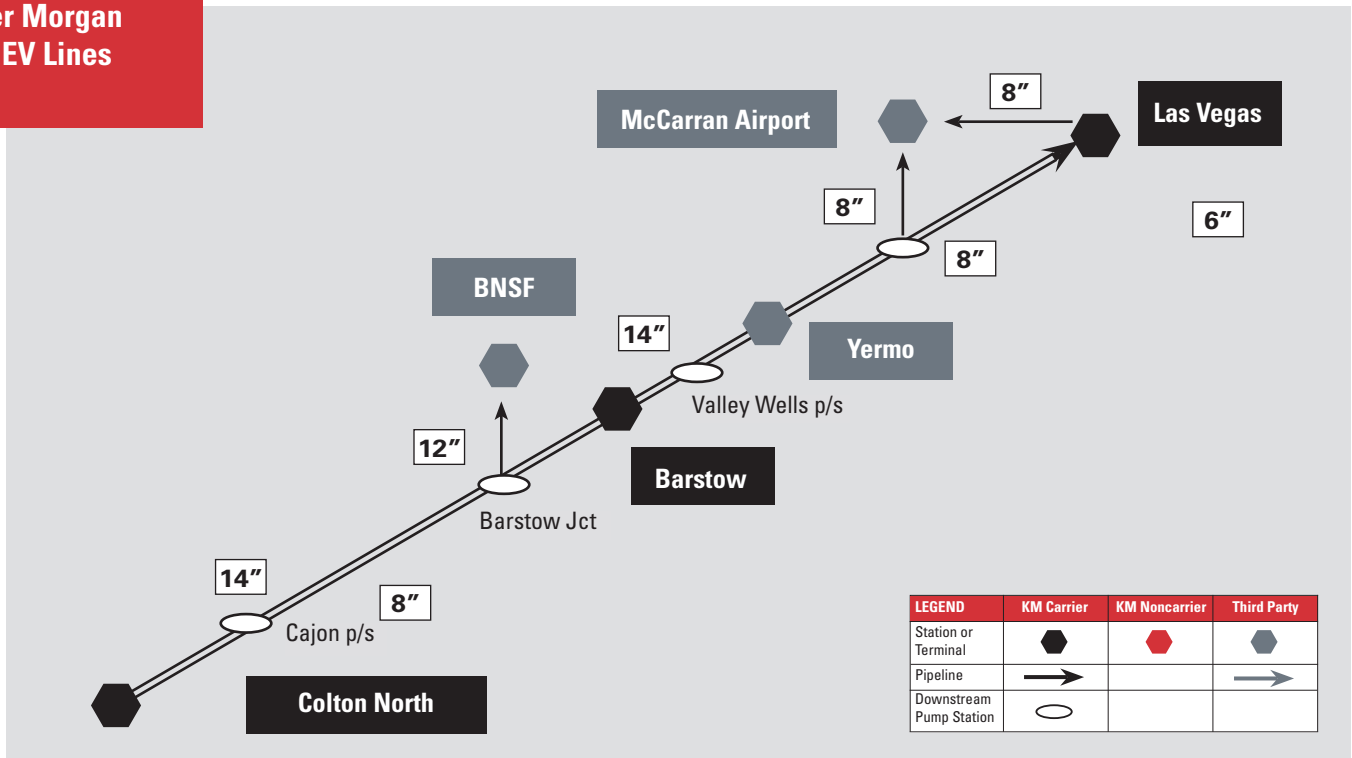 Morgan
EV Lines
McCarran Airport
8″
Las Vegas
8″
6″
8″
BNSF
14″
Yermo
Valley Wells p/s
12″
Barstow
Barstow Jct
14″
8″
Cajon p/s
Colton North
LEGEND
KM Carrier
KM Noncarrier
Third Party
Station or
Terminal
Pipeline
Downstream
Pump Station